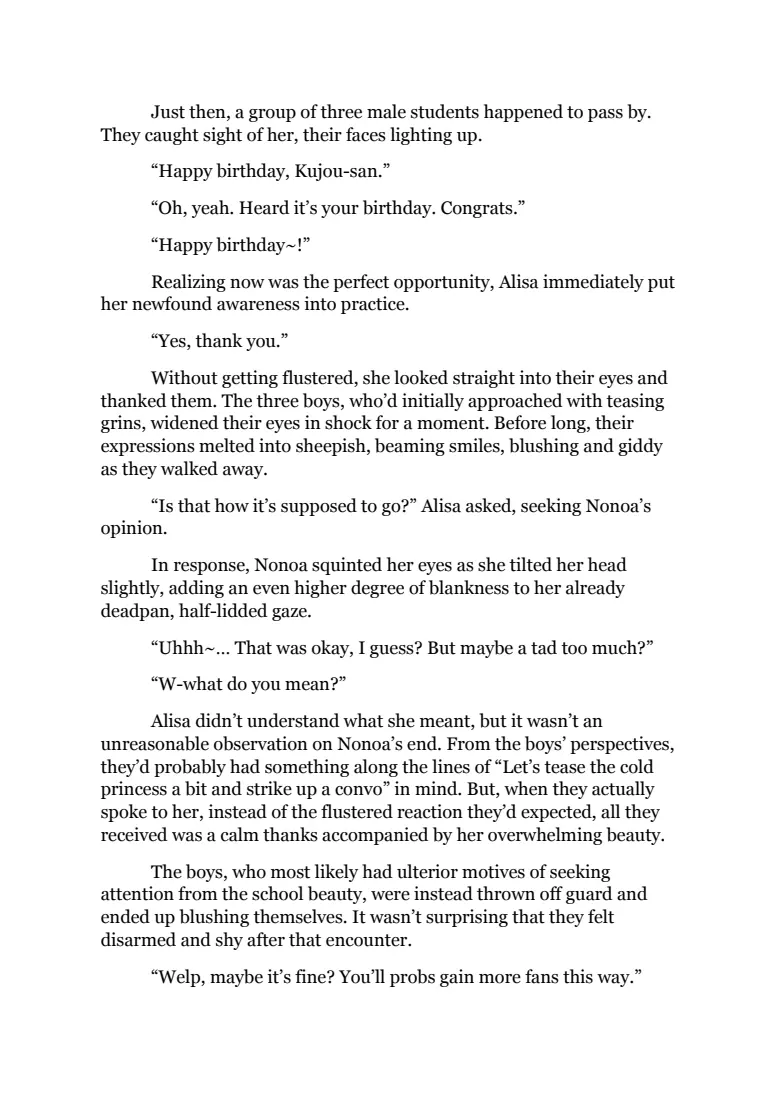 Just then, a group of three male students happened to pass by.
They caught sight of her, their faces lighting up.
“Happy birthday, Kujou-san.”
“Oh, yeah. Heard it’s your birthday. Congrats.”
“Happy birthday~!”
Realizing now was the perfect opportunity, Alisa immediately put
her newfound awareness into practice.
“Yes, thank you.”
Without getting flustered, she looked straight into their eyes and
thanked them. The three boys, who’d initially approached with teasing
grins, widened their eyes in shock for a moment. Before long, their
expressions melted into sheepish, beaming smiles, blushing and giddy
as they walked away.
“Is that how it’s supposed to go?” Alisa asked, seeking Nonoa’s
opinion.
In response, Nonoa squinted her eyes as she tilted her head
slightly, adding an even higher degree of blankness to her already
deadpan, half-lidded gaze.
“Uhhh~... That was okay, I guess? But maybe a tad too much?”
“W-what do you mean?”
Alisa didn’t understand what she meant, but it wasn’t an
unreasonable observation on Nonoa’s end. From the boys’ perspectives,
they’d probably had something along the lines of “Let’s tease the cold
princess a bit and strike up a convo” in mind. But, when they actually
spoke to her, instead of the flustered reaction they’d expected, all they
received was a calm thanks accompanied by her overwhelming beauty.
The boys, who most likely had ulterior motives of seeking
attention from the school beauty, were instead thrown off guard and
ended up blushing themselves. It wasn’t surprising that they felt
disarmed and shy after that encounter.
“Welp, maybe it’s fine? You’ll probs gain more fans this way.”